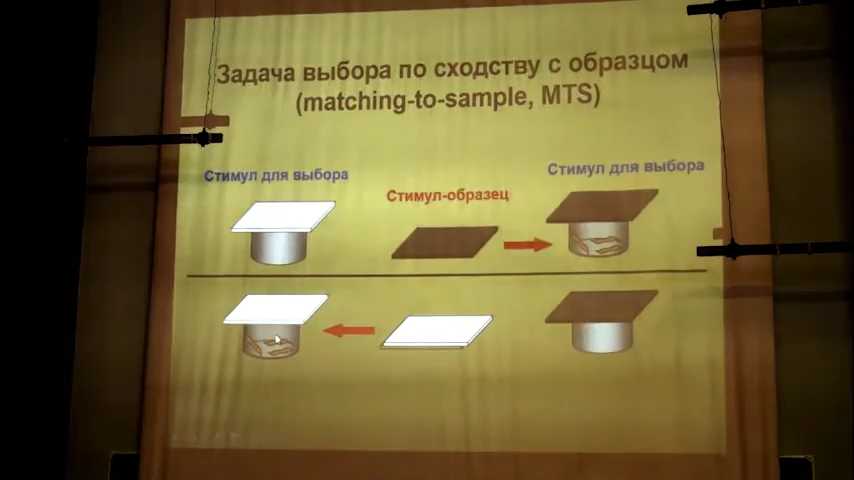 Задача выбора по сходству с образцом
(matching-to-sample, MTS)
Стимул для выбора
Стимул-образец
Стимул для выбора